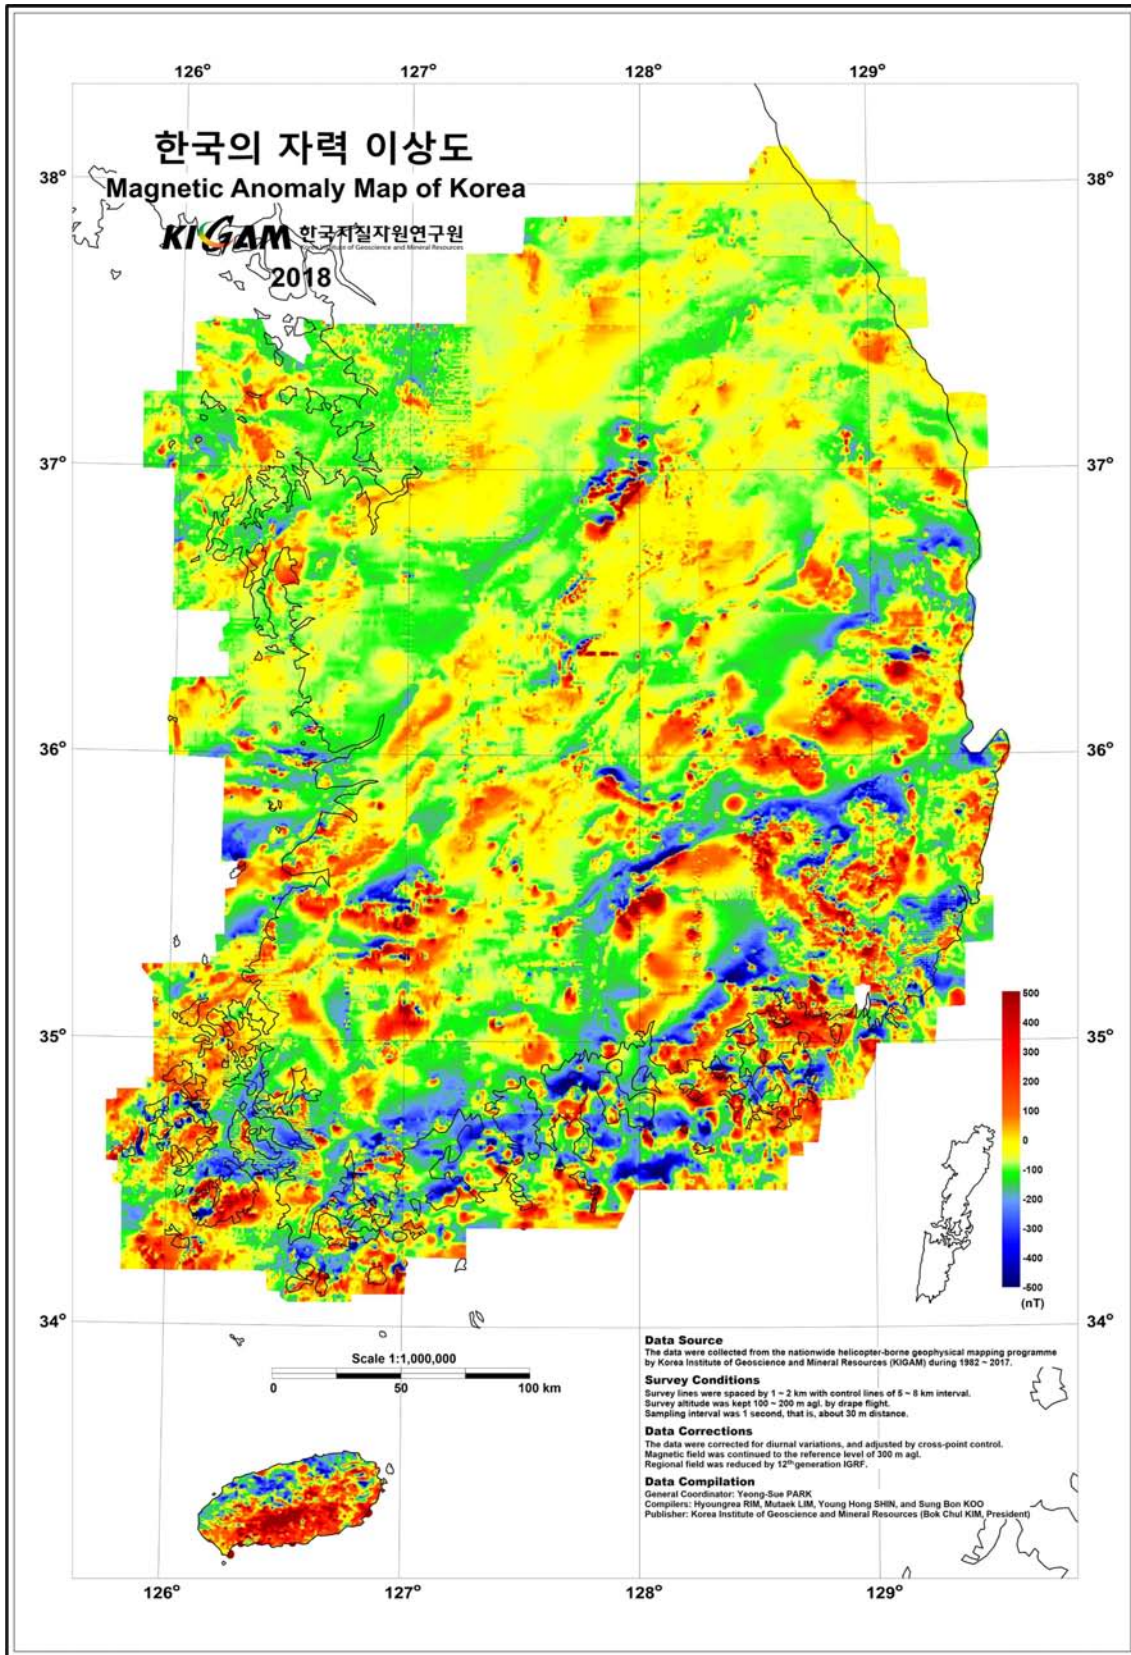 126° 127° 128° 129°
한국의 자력 이상도
38° 38°
Magnetic Anomaly Map of Korea
KIGAM 한국지질자원연구원
Korea Institute of Geoscience and Mineral Resources
2018
37° 37°
36° 36°
35° 35°
34° 34°
500
400
300
200
100
0
-100
-200
-300
-400
-500
(nT)
Scale 1:1,000,000
0 50 100 km
Data Source
The data were collected from the nationwide helicopter-borne geophysical mapping programme
by Korea Institute of Geoscience and Mineral Resources (KIGAM) during 1982 ~ 2017.
Survey Conditions
Survey lines were spaced by 1 ~ 2 km with control lines of 5 ~ 8 km interval.
Survey altitude was kept 100 ~ 200 m agl. by drape flight.
Sampling interval was 1 second, that is, about 30 m distance.
Data Corrections
The data were corrected for diurnal variations, and adjusted by cross-point control.
Magnetic field was continued to the reference level of 300 m agl.
Regional field was reduced by 12th generation IGRF.
Data Compilation
General Coordinator: Yeong-Sue PARK
Compilers: Hyoungrea RIM, Mutaek LIM, Young Hong SHIN, and Sung Bon KOO
Publisher: Korea Institute of Geoscience and Mineral Resources (Bok Chul KIM, President)
126° 127° 128° 129°